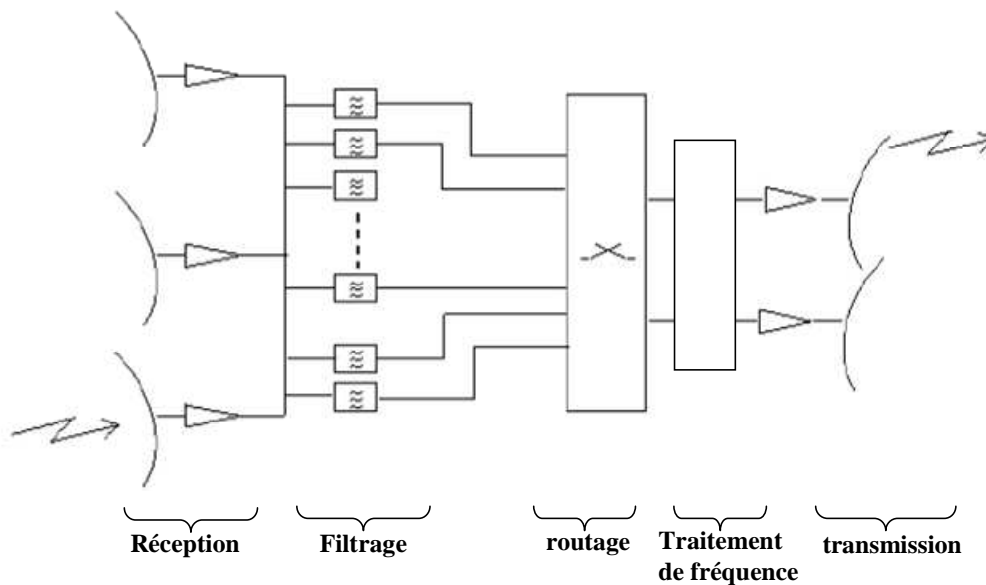 Réception
Filtrage
routage
Traitement
de fréquence
transmission